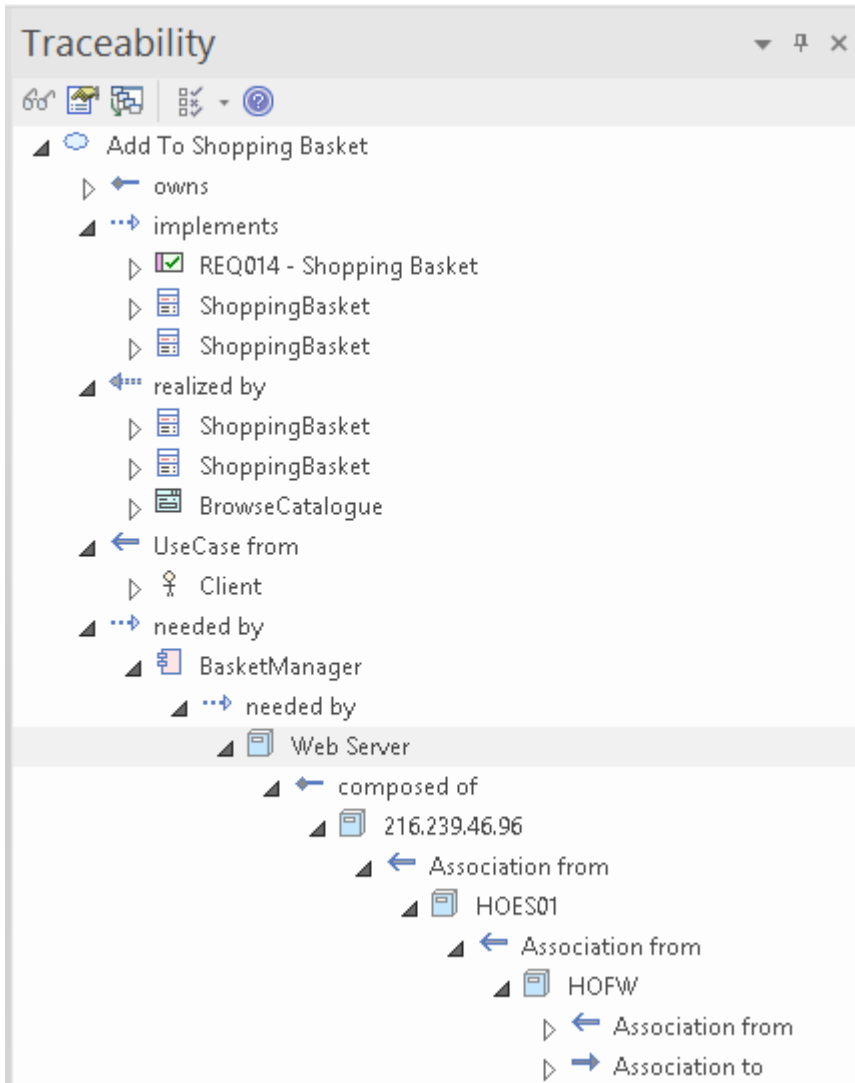 Traceability
Add To Shopping Basket
owns
implements
REQ014 - Shopping Basket
ShoppingBasket
ShoppingBasket
realized by
ShoppingBasket
ShoppingBasket
BrowseCatalogue
UseCase from
Client
needed by
BasketManager
needed by
Web Server
composed of
216.239.46.96
Association from
HOES01
Association from
HOFW
Association from
Association to